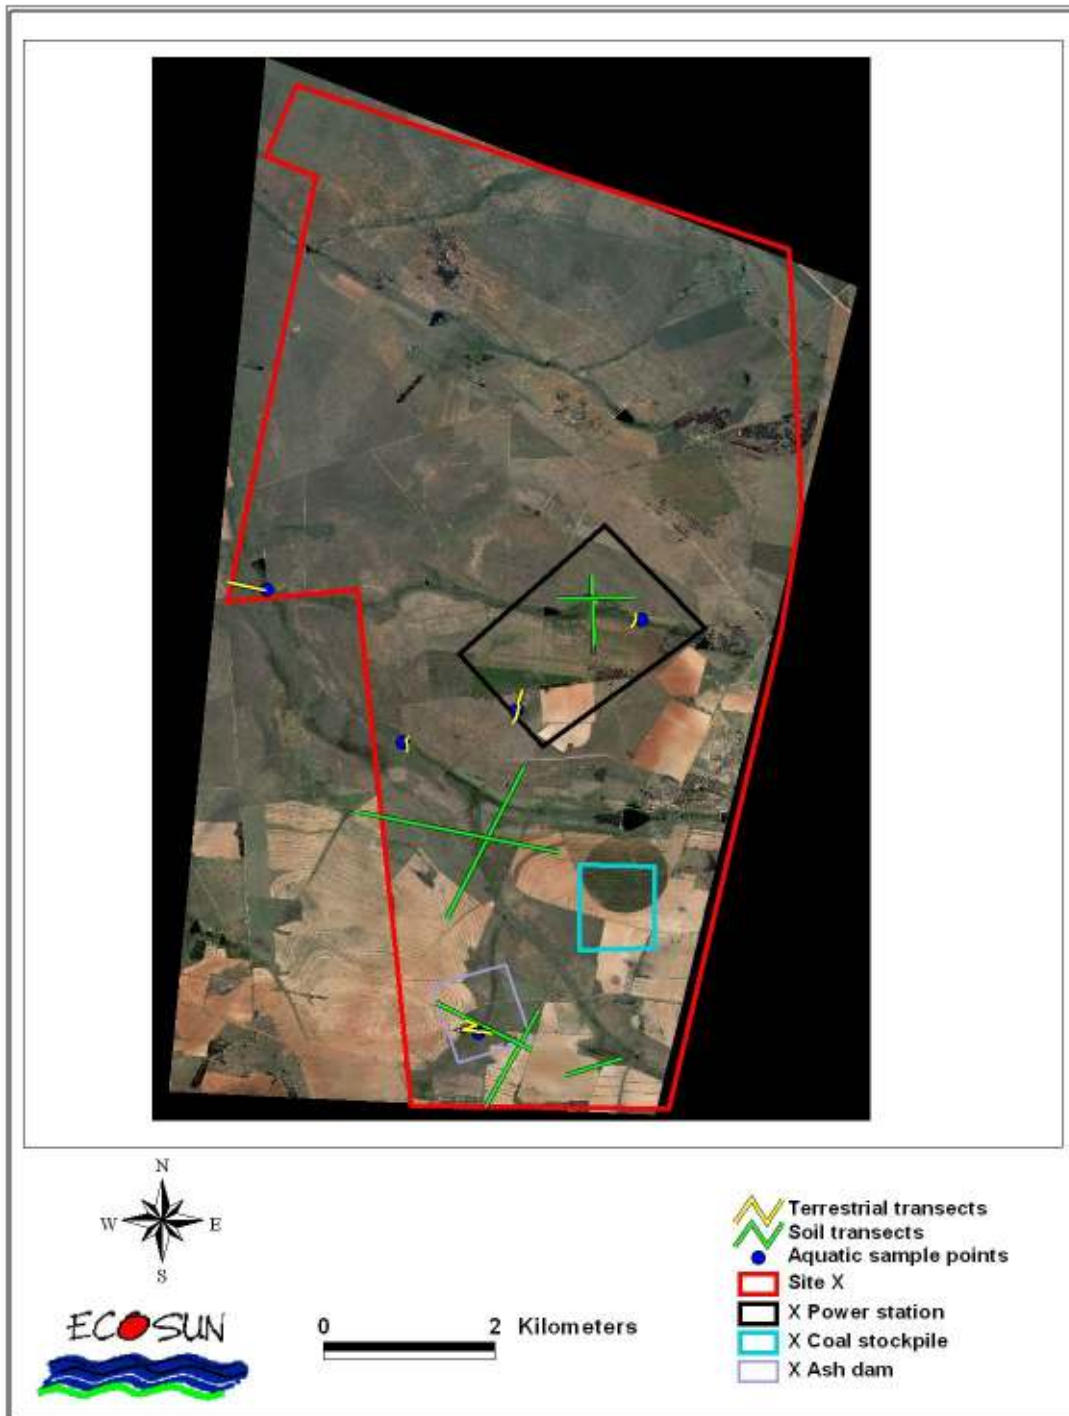 N
W E
S
ECOSUN
0 2 Kilometers
Terrestrial transects
Soil transects
Aquatic sample points
Site X
X Power station
X Coal stockpile
X Ash dam